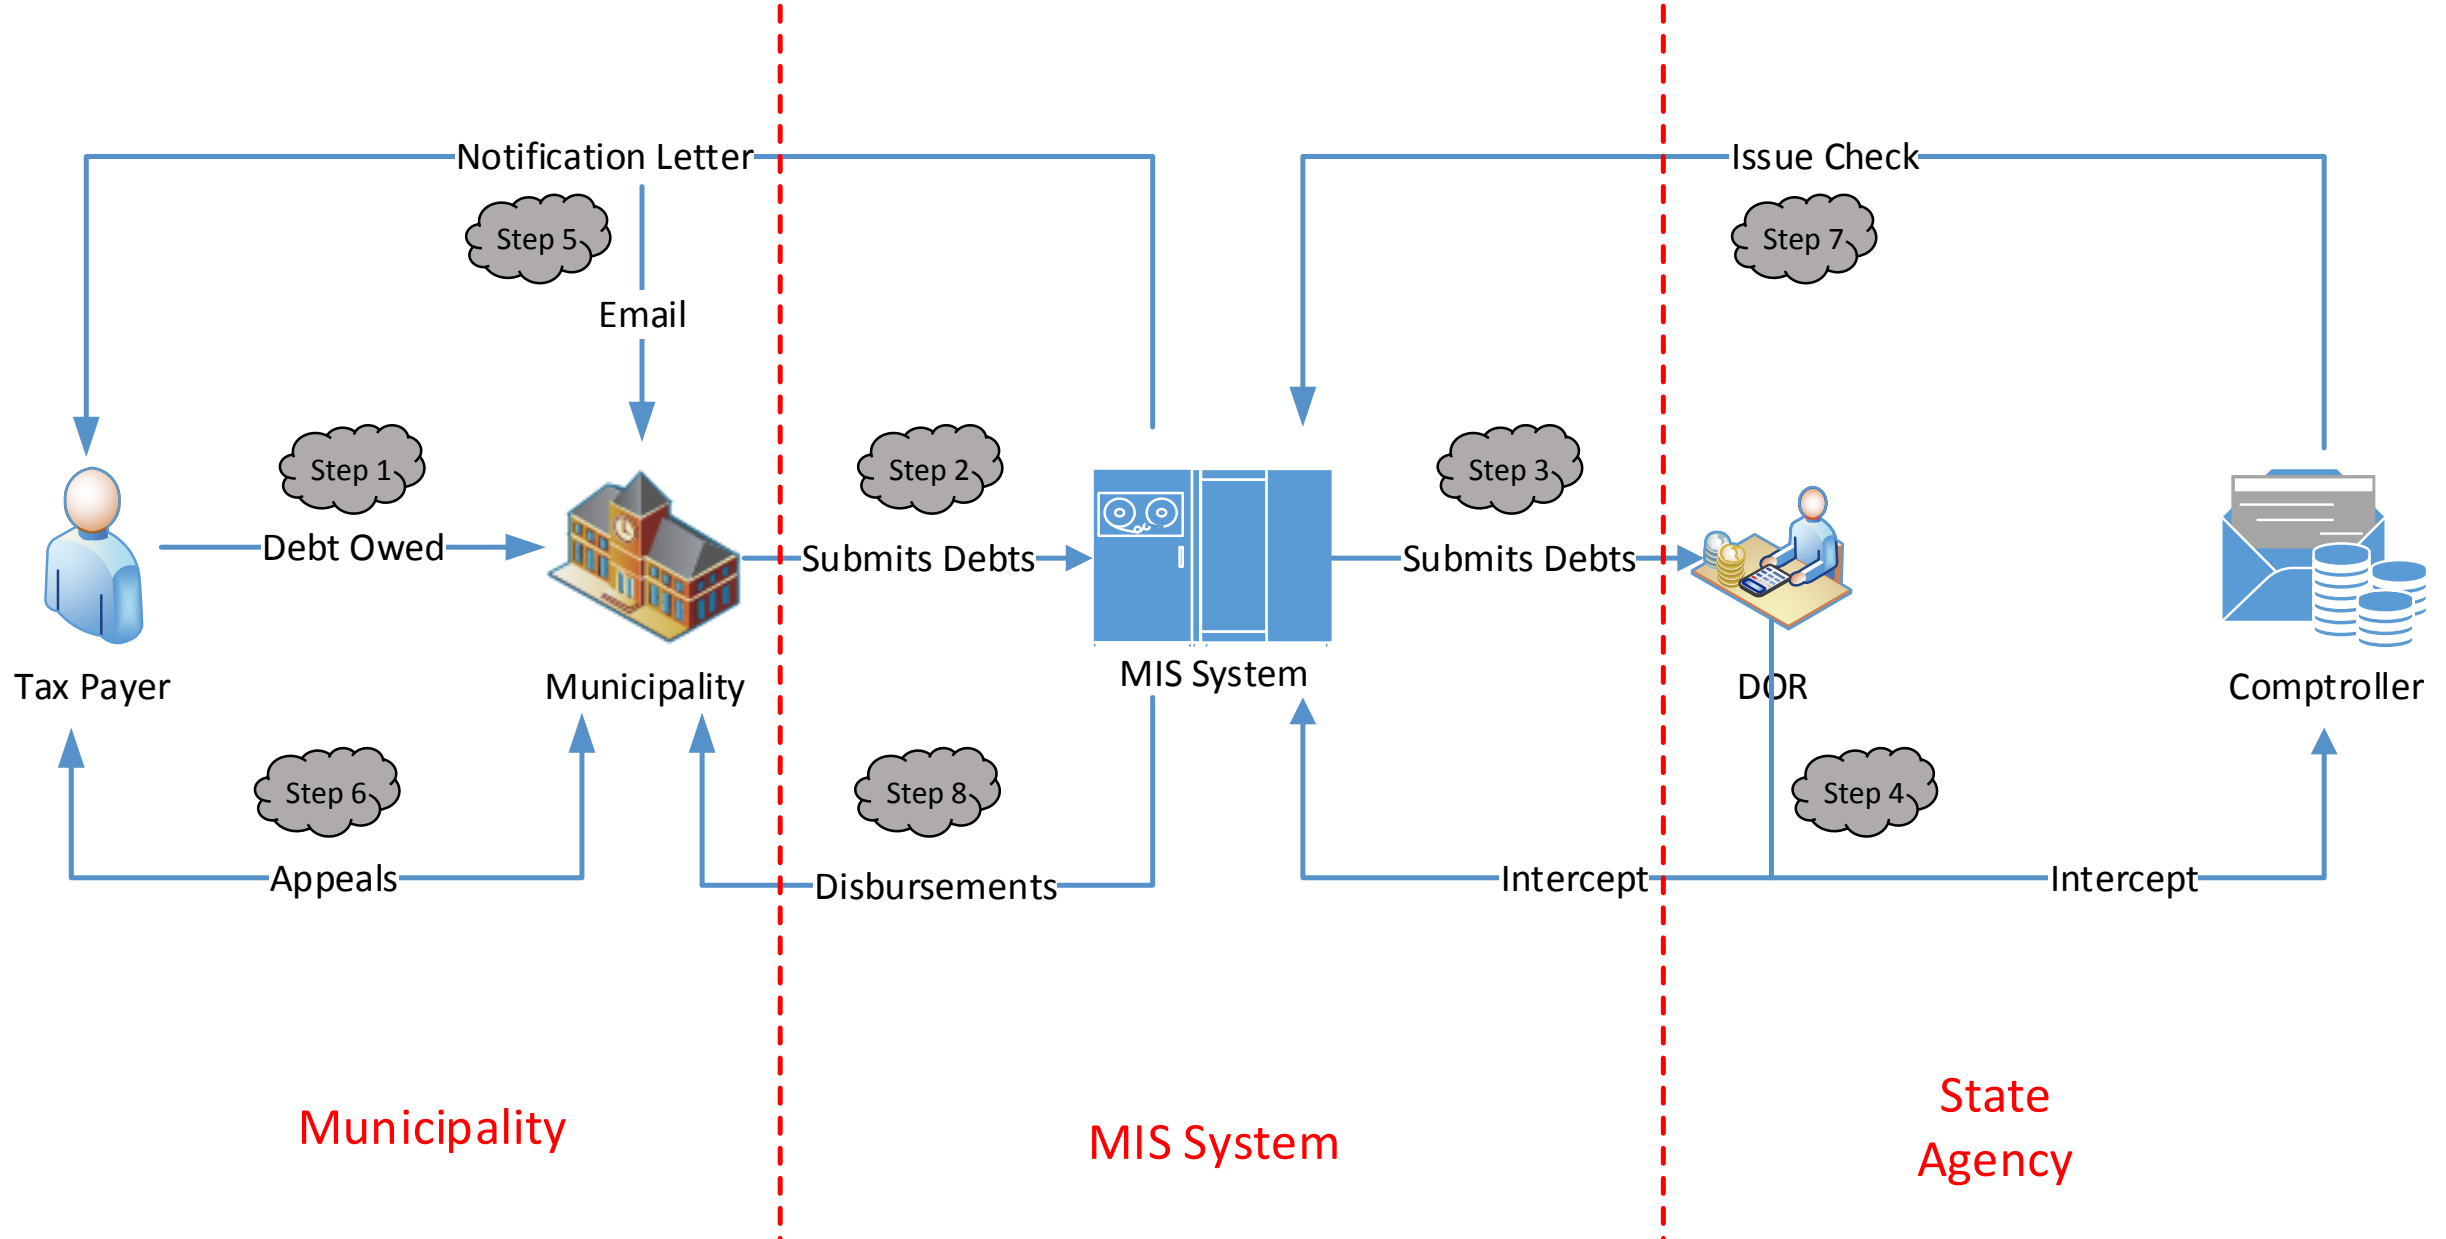 Notification Letter
Issue Check
Step 5
Step 7
Email
Step 1
Step 2
Step 3
Debt Owed
Submits Debts
Submits Debts
Tax Payer
Municipality
MIS System
DOR
Comptroller
Step 6
Step 8
Step 4
Appeals
Disbursements
Intercept
Intercept
Municipality
MIS System
State
Agency